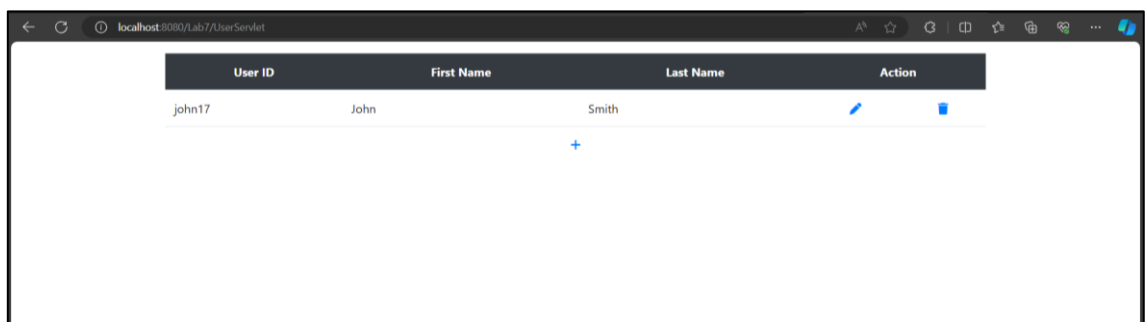 localhost:8080/Lab7/UserServlet
User ID First Name Last Name Action
john17 John Smith
+